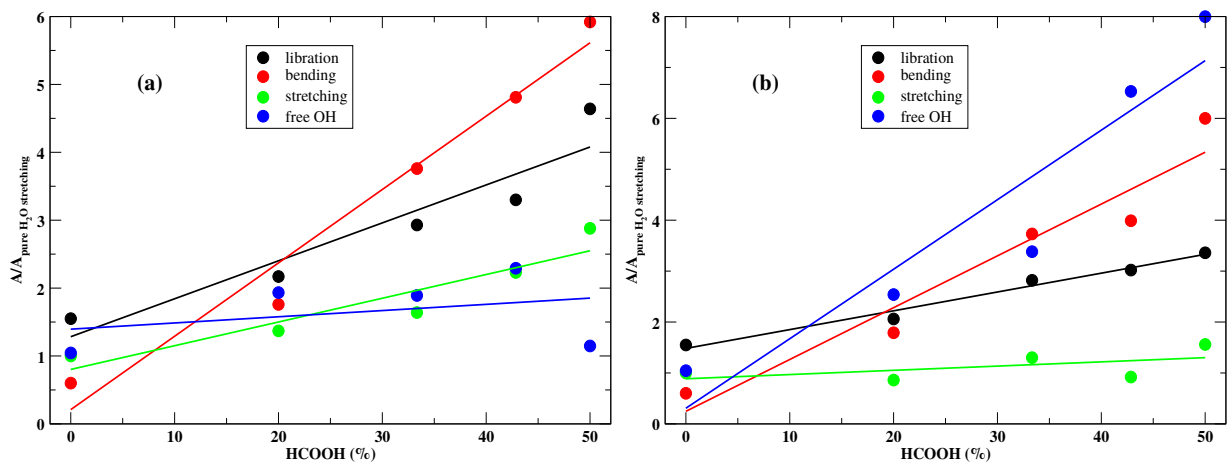 6
5
4
3
2
1
0
A/A pure H2O stretching
(a)
libration
bending
stretching
free OH
0 10 20 30 40 50
HCOOH (%)
8
6
4
2
0
A/A pure H2O stretching
(b)
libration
bending
stretching
free OH
0 10 20 30 40 50
HCOOH (%)